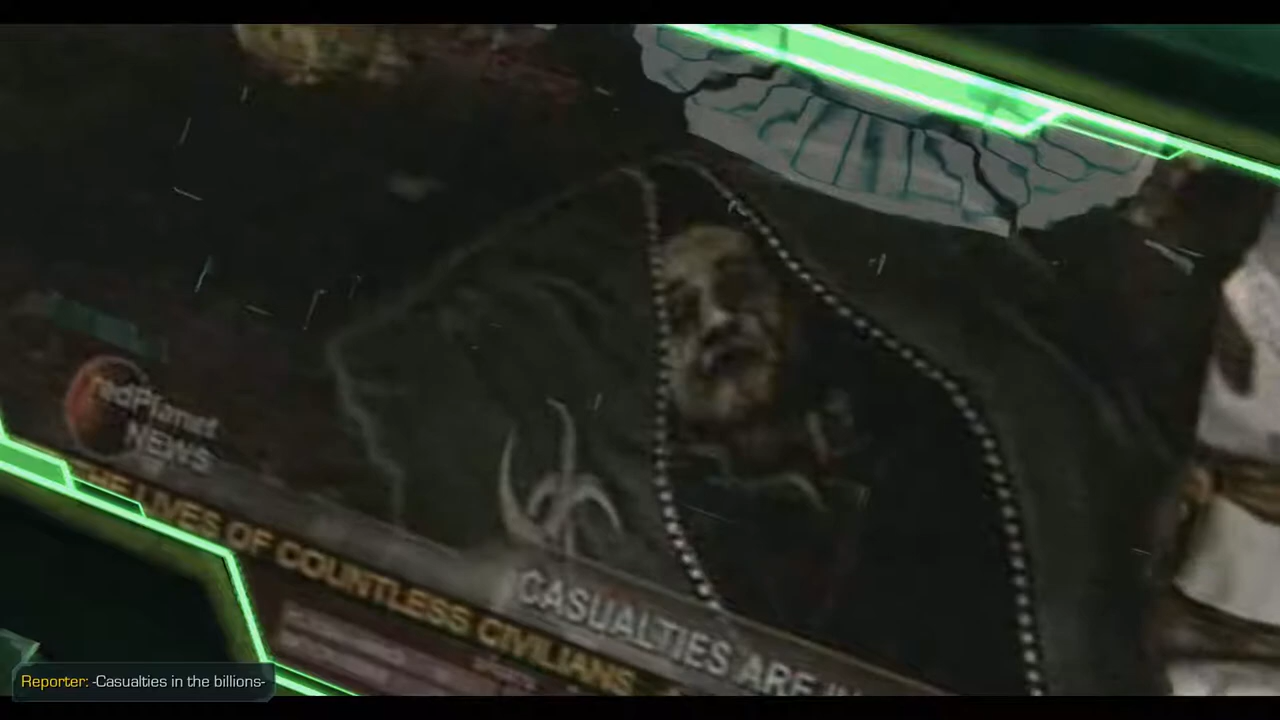 redPlanet
NEWS
THE LIVES OF COUNTLESS CIVILIANS
CASUALTIES ARE
Reporter: -Casualties in the billions-